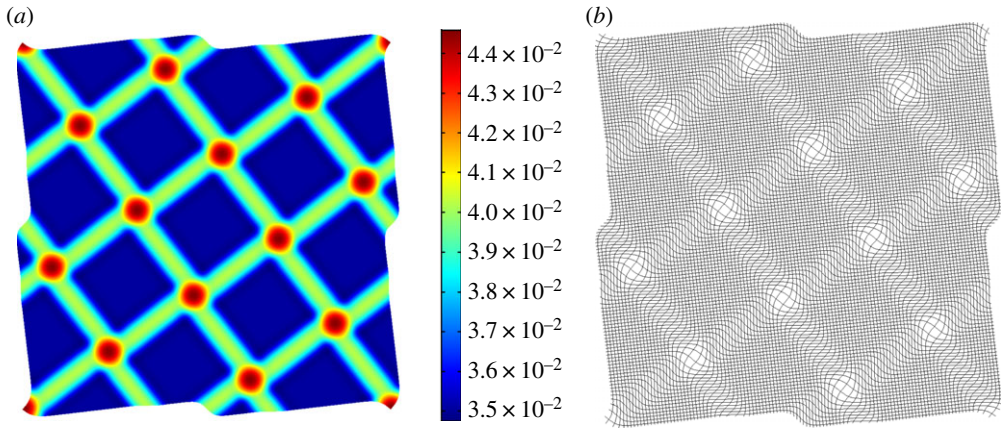 (a)
4.4 × 10⁻²
4.3 × 10⁻²
4.2 × 10⁻²
4.1 × 10⁻²
4.0 × 10⁻²
3.9 × 10⁻²
3.8 × 10⁻²
3.7 × 10⁻²
3.6 × 10⁻²
3.5 × 10⁻²
(b)